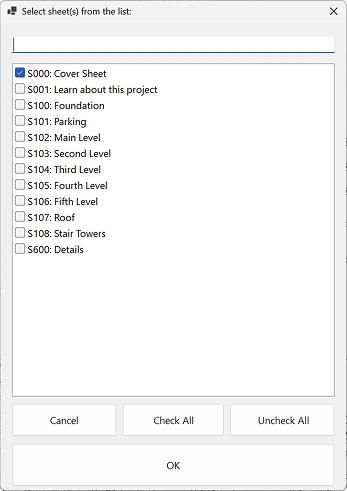 Select sheet(s) from the list:
S000: Cover Sheet
S001: Learn about this project
S100: Foundation
S101: Parking
S102: Main Level
S103: Second Level
S104: Third Level
S105: Fourth Level
S106: Fifth Level
S107: Roof
S108: Stair Towers
S600: Details
Cancel Check All Uncheck All
OK